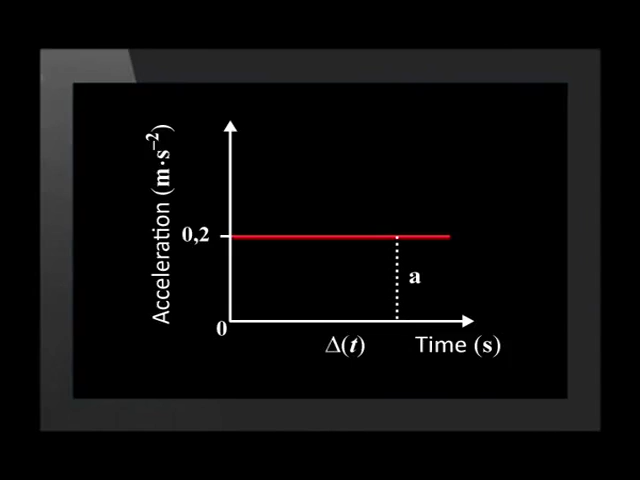 Acceleration (m·s⁻²)
0,2
a
0
Δ(t)
Time (s)